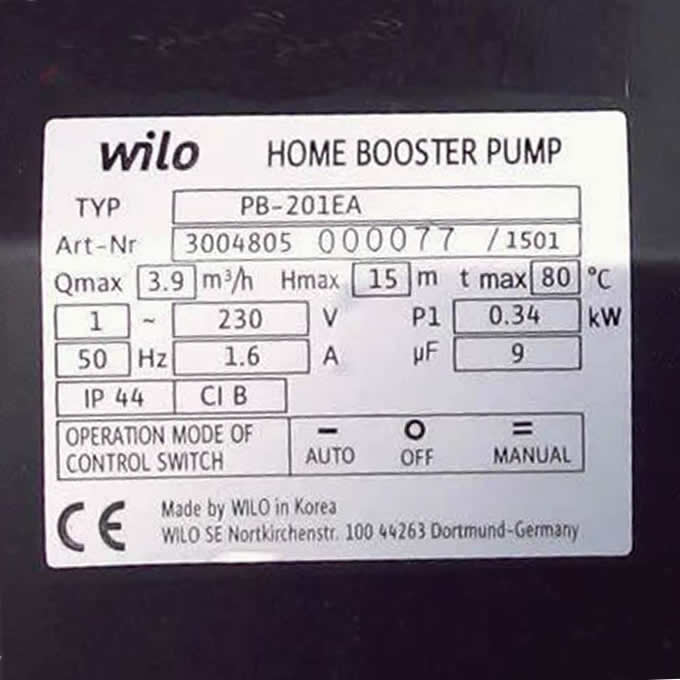 wilo HOME BOOSTER PUMP
TYP PB-201EA
Art-Nr 3004805 000077 /1501
Qmax 3.9 m³/h Hmax 15 m t max 80 °C
1 ~ 230 V P1 0.34 kW
50 Hz 1.6 A µF 9
IP 44 CI B
OPERATION MODE OF
CONTROL SWITCH
– O =
AUTO OFF MANUAL
CE
Made by WILO in Korea
WILO SE Nortkirchenstr. 100 44263 Dortmund-Germany